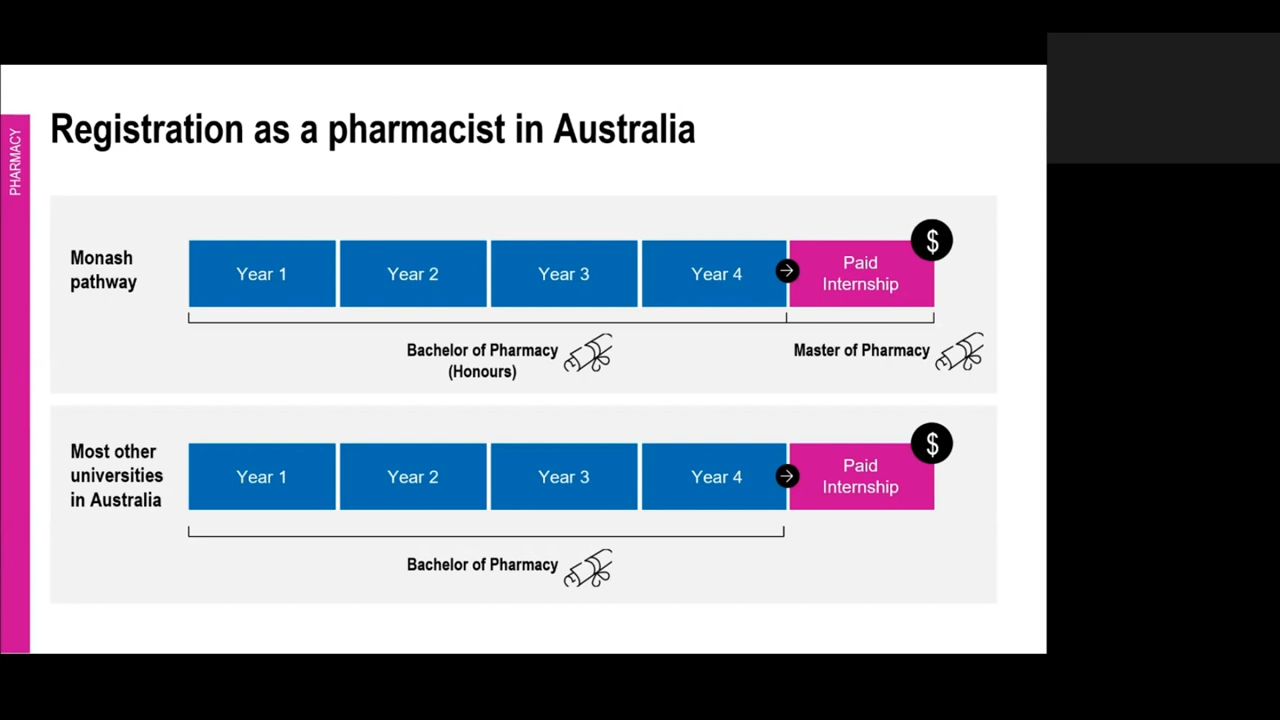 PHARMACY
Registration as a pharmacist in Australia
Monash
pathway
Year 1
Year 2
Year 3
Year 4
Paid
Internship
$
Bachelor of Pharmacy
(Honours)
Master of Pharmacy
Most other
universities
in Australia
Year 1
Year 2
Year 3
Year 4
Paid
Internship
$
Bachelor of Pharmacy